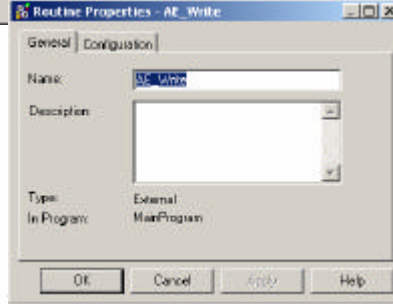 Routine Properties - AE_Write
General Configuration
Name: AE_Write
Description:
Type: External
In Program: MainProgram
OK Cancel Apply Help